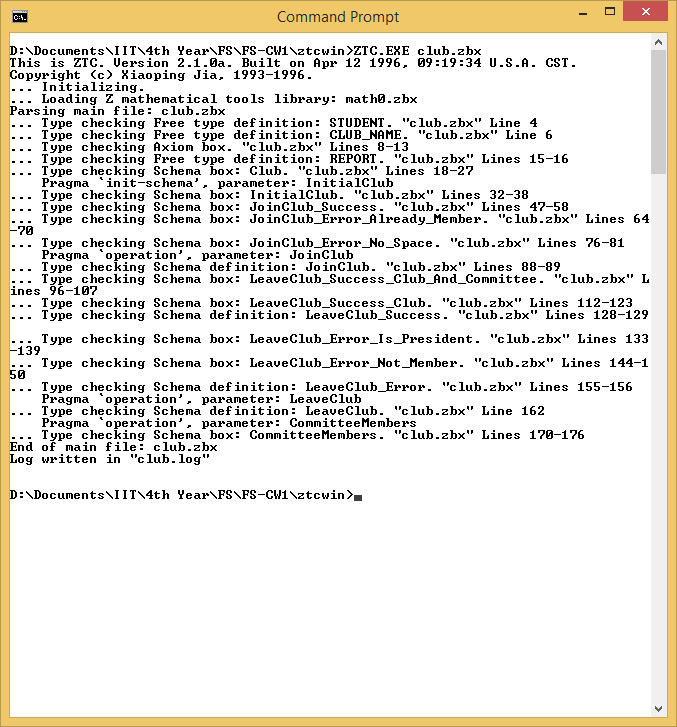 Command Prompt
D:\Documents\IIT\4th Year\FS\FS-CW1\ztcwin>ZTC.EXE club.zbx
This is ZTC. Version 2.1.0a. Built on Apr 12 1996, 09:19:34 U.S.A. CST.
Copyright (c) Xiaoping Jia, 1993-1996.
... Initializing.
... Loading Z mathematical tools library: math0.zbx
Parsing main file: club.zbx
... Type checking Free type definition: STUDENT. "club.zbx" Line 4
... Type checking Free type definition: CLUB_NAME. "club.zbx" Line 6
... Type checking Axiom box. "club.zbx" Lines 8-13
... Type checking Free type definition: REPORT. "club.zbx" Lines 15-16
... Type checking Schema box: Club. "club.zbx" Lines 18-27
    Pragma `init-schema', parameter: InitialClub
... Type checking Schema box: InitialClub. "club.zbx" Lines 32-38
... Type checking Schema box: JoinClub_Success. "club.zbx" Lines 47-58
... Type checking Schema box: JoinClub_Error_Already_Member. "club.zbx" Lines 64
-70
... Type checking Schema box: JoinClub_Error_No_Space. "club.zbx" Lines 76-81
    Pragma `operation', parameter: JoinClub
... Type checking Schema definition: JoinClub. "club.zbx" Lines 88-89
... Type checking Schema box: LeaveClub_Success_Club_And_Committee. "club.zbx" L
ines 96-107
... Type checking Schema box: LeaveClub_Success_Club. "club.zbx" Lines 112-123
... Type checking Schema definition: LeaveClub_Success. "club.zbx" Lines 128-129
... Type checking Schema box: LeaveClub_Error_Is_President. "club.zbx" Lines 133
-139
... Type checking Schema box: LeaveClub_Error_Not_Member. "club.zbx" Lines 144-1
50
... Type checking Schema definition: LeaveClub_Error. "club.zbx" Lines 155-156
    Pragma `operation', parameter: LeaveClub
... Type checking Schema definition: LeaveClub. "club.zbx" Line 162
    Pragma `operation', parameter: CommitteeMembers
... Type checking Schema box: CommitteeMembers. "club.zbx" Lines 170-176
End of main file: club.zbx
Log written in "club.log"
D:\Documents\IIT\4th Year\FS\FS-CW1\ztcwin>